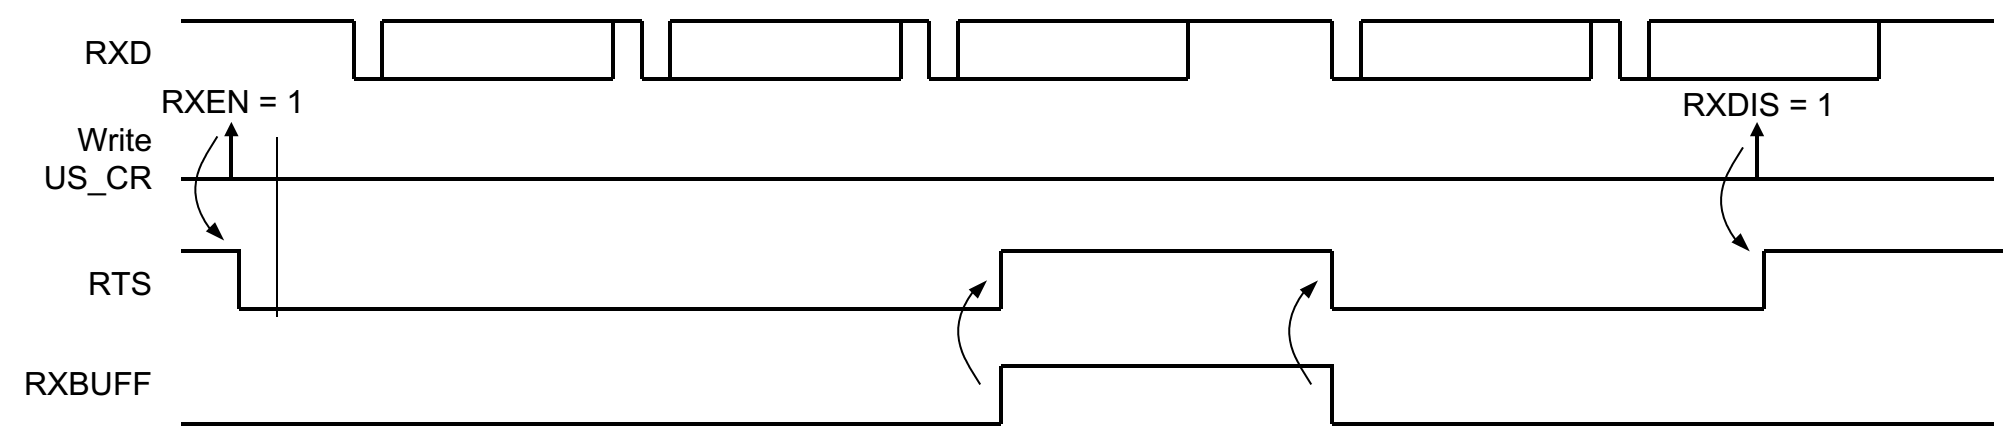 RXD
RXEN = 1
RXDIS = 1
Write
US_CR
RTS
RXBUFF